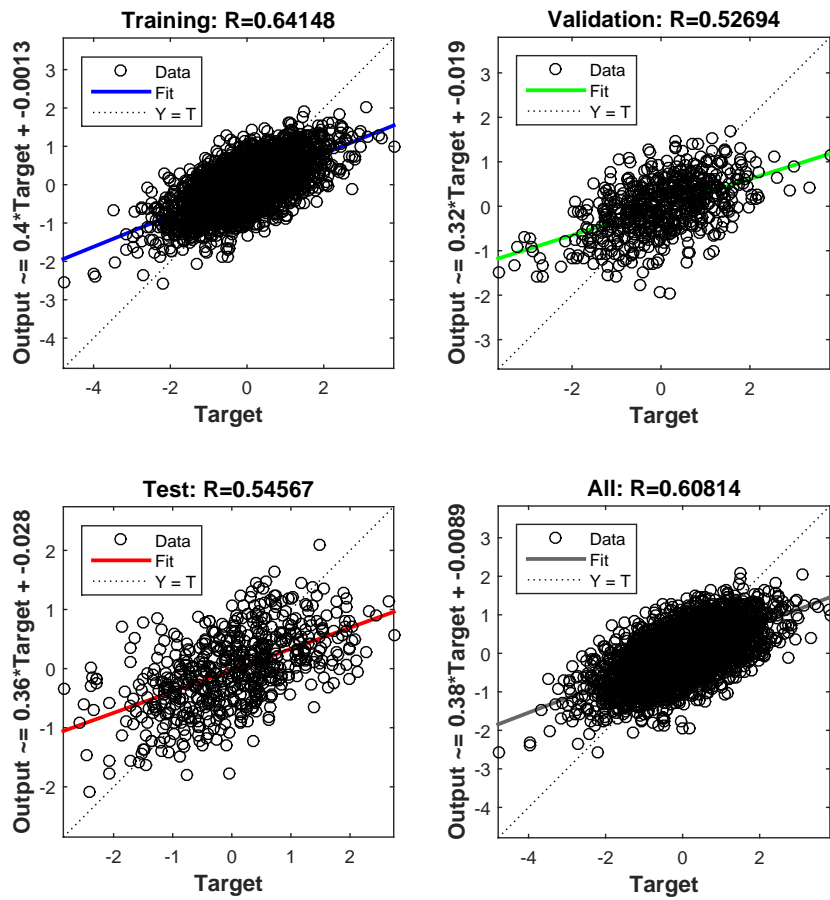 Training: R=0.64148
Output ~= 0.4*Target + -0.0013
3
2
1
0
-1
-2
-3
-4
Data
Fit
Y = T
-4 -2 0 2
Target
Validation: R=0.52694
Output ~= 0.32*Target + -0.019
3
2
1
0
-1
-2
-3
Data
Fit
Y = T
-2 0 2
Target
Test: R=0.54567
Output ~= 0.36*Target + -0.028
2
1
0
-1
-2
Data
Fit
Y = T
-2 -1 0 1 2
Target
All: R=0.60814
Output ~= 0.38*Target + -0.0089
3
2
1
0
-1
-2
-3
-4
Data
Fit
Y = T
-4 -2 0 2
Target